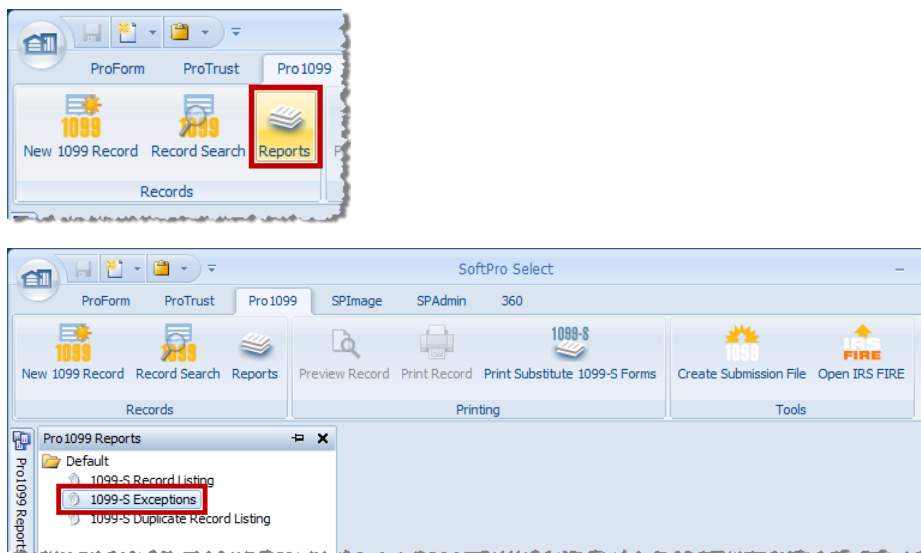 ProForm ProTrust Pro1099
1099 1099
New 1099 Record Record Search Reports P
Records
SoftPro Select
ProForm ProTrust Pro1099 SPImage SPAdmin 360
1099 1099 1099-S 1099 IRS FIRE
New 1099 Record Record Search Reports Preview Record Print Record Print Substitute 1099-S Forms Create Submission File Open IRS FIRE
Records Printing Tools
Pro1099 Reports
Pro1099 Reports
Default
1099-S Record Listing
1099-S Exceptions
1099-S Duplicate Record Listing